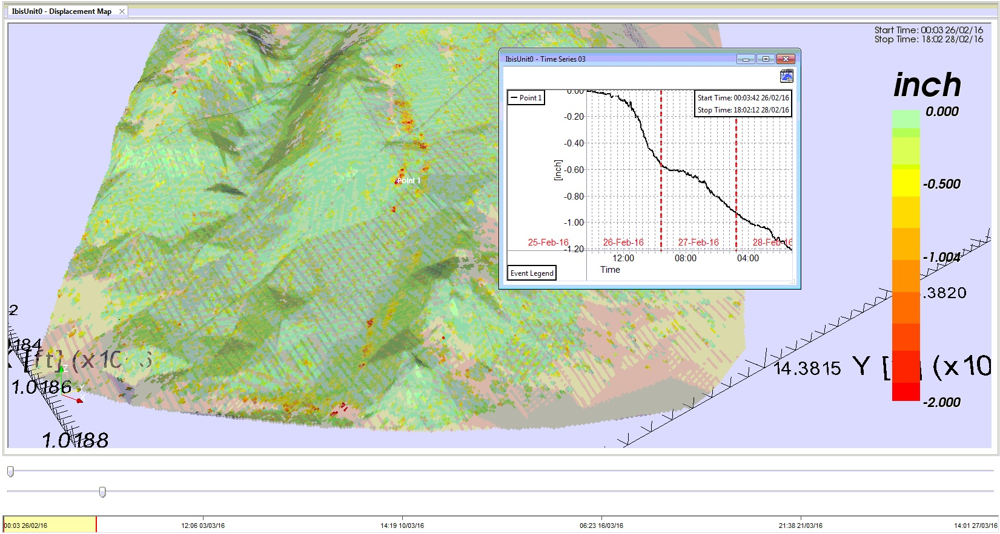 IbisUnit0 - Displacement Map
Start Time: 00:03 26/02/16
Stop Time: 18:02 28/02/16
IbisUnit0 - Time Series 03
Point 1
Start Time: 00:03:42 26/02/16
Stop Time: 18:02:12 28/02/16
0.00
-0.20
-0.40
-0.60
-0.80
-1.00
-1.20
[inch]
25-Feb-16
26-Feb-16
27-Feb-16
28-Feb-16
12:00
08:00
04:00
Time
Event Legend
inch
0.000
-0.500
-1.004
-2.000
Point 1
.3820
14.3815
Y [
(x10
2
184
[ft] (x10
1.0186
1.0188
Z
Y
00:03 26/02/16
12:06 03/03/16
14:19 10/03/16
06:23 16/03/16
21:38 21/03/16
14:01 27/03/16